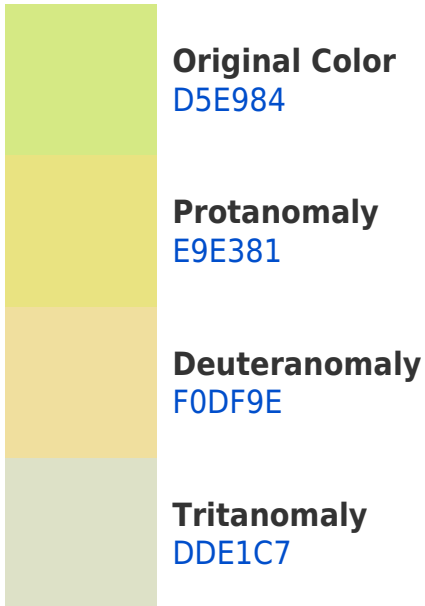 Original Color
D5E984
Protanomaly
E9E381
Deuteranomaly
F0DF9E
Tritanomaly
DDE1C7